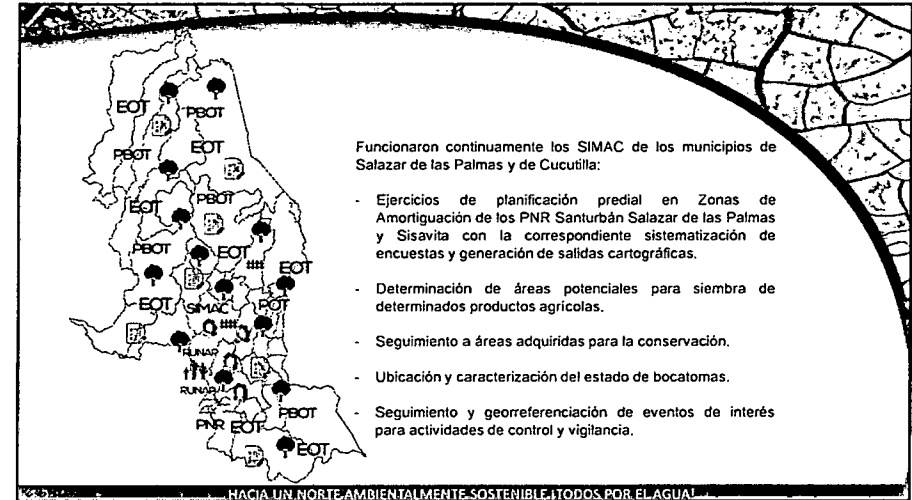 EOT
PBOT
EOT
PBOT
EOT
PBOT
PBOT
EOT
EOT
EOT
SIMAC
POT
RUNAR
RUNAP
PBOT
PNR
EOT
EOT
Funcionaron continuamente los SIMAC de los municipios de
Salazar de las Palmas y de Cucutilla:
- Ejercicios de planificación predial en Zonas de
Amortiguación de los PNR Santurbán Salazar de las Palmas
y Sisavita con la correspondiente sistematización de
encuestas y generación de salidas cartográficas.
- Determinación de áreas potenciales para siembra de
determinados productos agrícolas.
- Seguimiento a áreas adquiridas para la conservación.
- Ubicación y caracterización del estado de bocatomas.
- Seguimiento y georreferenciación de eventos de interés
para actividades de control y vigilancia.
HACIA UN NORTE AMBIENTALMENTE SOSTENIBLE ¡TODOS POR EL AGUA!